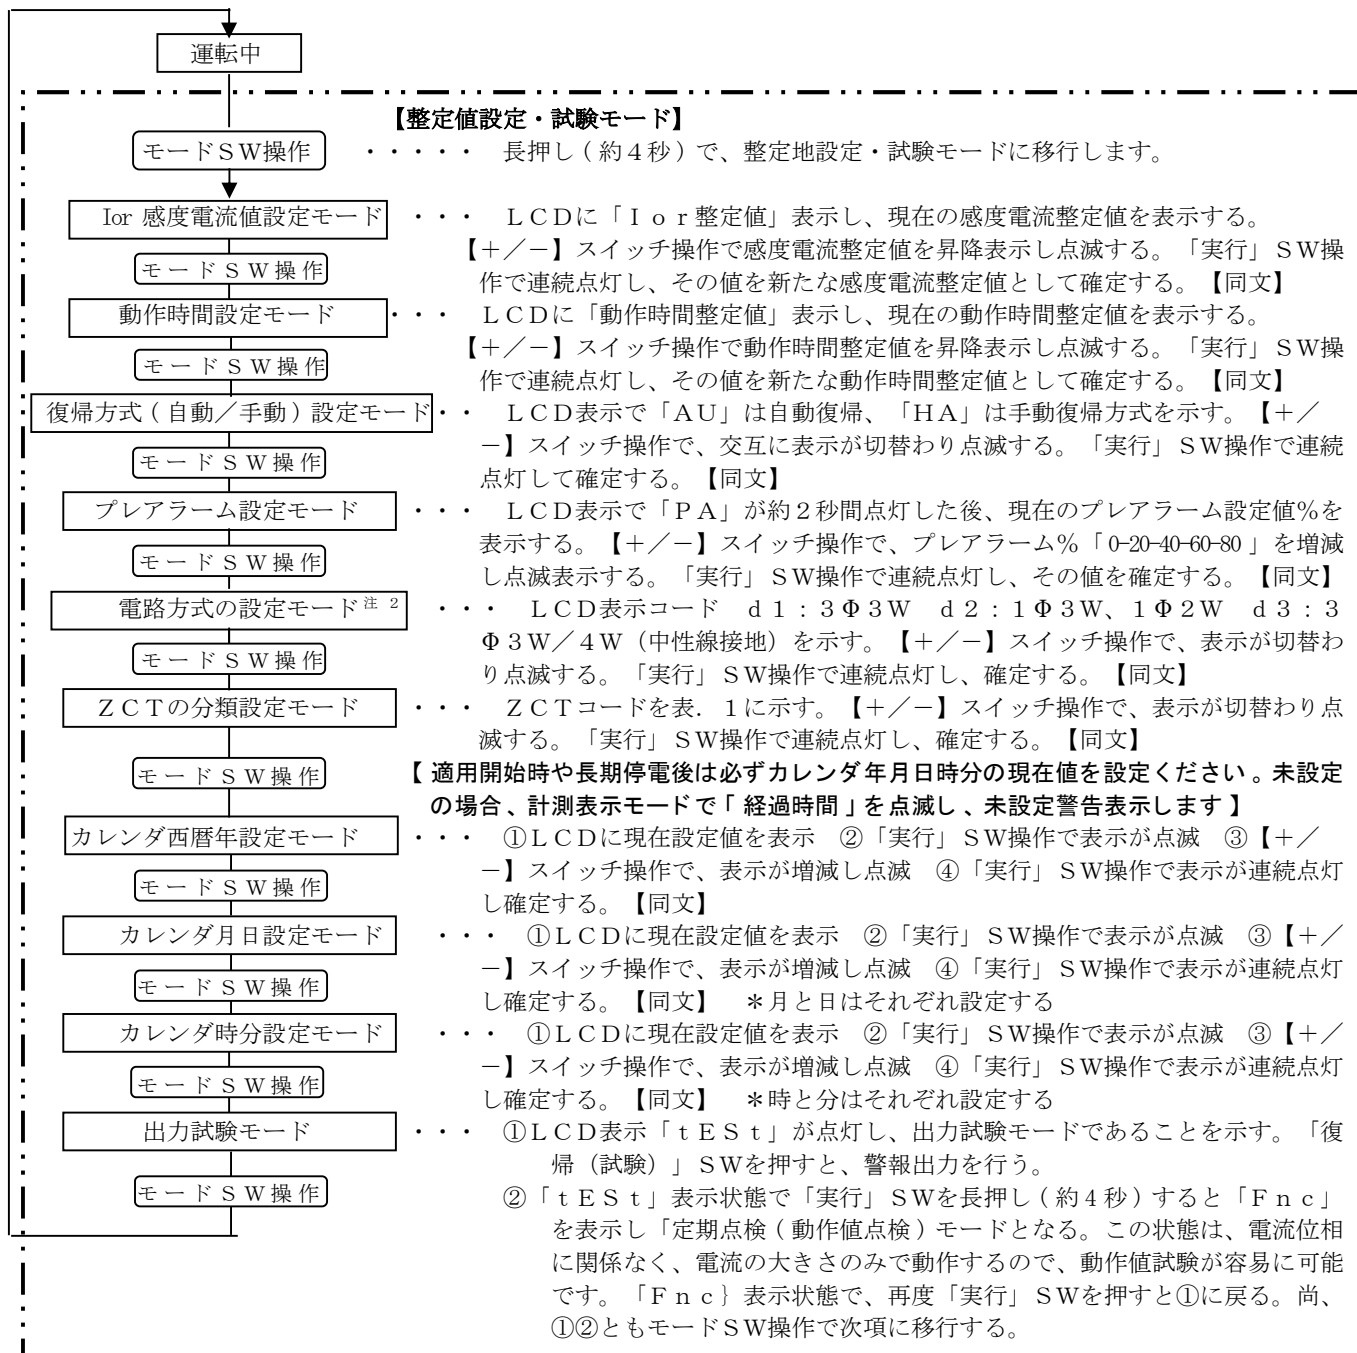 運転中
【整定値設定・試験モード】
モードSW操作 ・・・・・ 長押し(約4秒)で、整定地設定・試験モードに移行します。
Ior 感度電流値設定モード ・・・ LCDに「Ior整定値」表示し、現在の感度電流整定値を表示する。
【+/-】スイッチ操作で感度電流整定値を昇降表示し点滅する。「実行」SW操
モードSW操作 作で連続点灯し、その値を新たな感度電流整定値として確定する。【同文】
動作時間設定モード ・・・ LCDに「動作時間整定値」表示し、現在の動作時間整定値を表示する。
【+/-】スイッチ操作で動作時間整定値を昇降表示し点滅する。「実行」SW操
モードSW操作 作で連続点灯し、その値を新たな動作時間整定値として確定する。【同文】
復帰方式(自動/手動)設定モード・・ LCD表示で「AU」は自動復帰、「HA」は手動復帰方式を示す。【+/
-】スイッチ操作で、交互に表示が切替わり点滅する。「実行」SW操作で連続
モードSW操作 点灯して確定する。【同文】
プレアラーム設定モード ・・・ LCD表示で「PA」が約2秒間点灯した後、現在のプレアラーム設定値%を
表示する。【+/-】スイッチ操作で、プレアラーム%「0-20-40-60-80」を増減
モードSW操作 し点滅表示する。「実行」SW操作で連続点灯し、その値を確定する。【同文】
電路方式の設定モード注 2 ・・・ LCD表示コード d1:3Φ3W d2:1Φ3W、1Φ2W d3:3
Φ3W/4W(中性線接地)を示す。【+/-】スイッチ操作で、表示が切替わ
モードSW操作 り点滅する。「実行」SW操作で連続点灯し、確定する。【同文】
ZCTの分類設定モード ・・・ ZCTコードを表.1に示す。【+/-】スイッチ操作で、表示が切替わり点
滅する。「実行」SW操作で連続点灯し、確定する。【同文】
モードSW操作 【適用開始時や長期停電後は必ずカレンダ年月日時分の現在値を設定ください。未設定
の場合、計測表示モードで「経過時間」を点滅し、未設定警告表示します】
カレンダ西暦年設定モード ・・・ ①LCDに現在設定値を表示 ②「実行」SW操作で表示が点滅 ③【+/
-】スイッチ操作で、表示が増減し点滅 ④「実行」SW操作で表示が連続点灯
モードSW操作 し確定する。【同文】
カレンダ月日設定モード ・・・ ①LCDに現在設定値を表示 ②「実行」SW操作で表示が点滅 ③【+/
-】スイッチ操作で、表示が増減し点滅 ④「実行」SW操作で表示が連続点灯
モードSW操作 し確定する。【同文】 *月と日はそれぞれ設定する
カレンダ時分設定モード ・・・ ①LCDに現在設定値を表示 ②「実行」SW操作で表示が点滅 ③【+/
-】スイッチ操作で、表示が増減し点滅 ④「実行」SW操作で表示が連続点灯
モードSW操作 し確定する。【同文】 *時と分はそれぞれ設定する
出力試験モード ・・・ ①LCD表示「tESt」が点灯し、出力試験モードであることを示す。「復
帰(試験)」SWを押すと、警報出力を行う。
モードSW操作 ②「tESt」表示状態で「実行」SWを長押し(約4秒)すると「Fnc」
を表示し「定期点検(動作値点検)モードとなる。この状態は、電流位相
に関係なく、電流の大きさのみで動作するので、動作値試験が容易に可能
です。「Fnc}表示状態で、再度「実行」SWを押すと①に戻る。尚、
①②ともモードSW操作で次項に移行する。